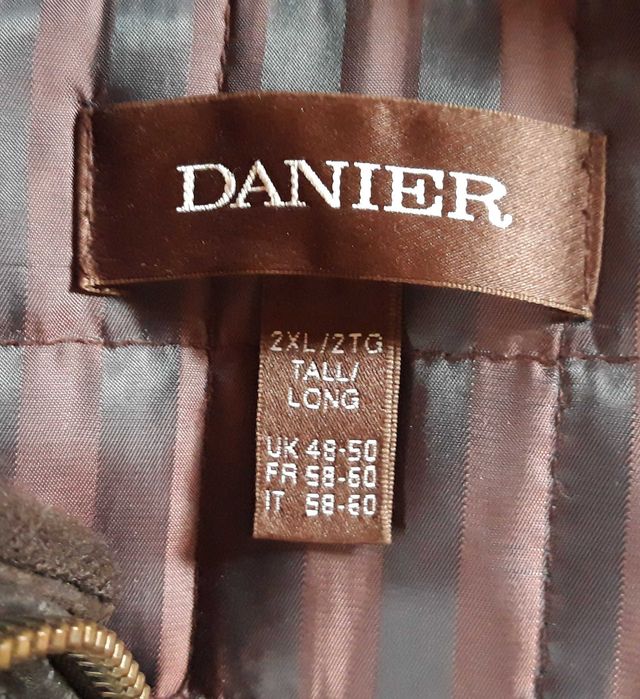 DANIER
2XL/2TG
TALL/
LONG
UK 48-50
FR 58-60
IT 58-60